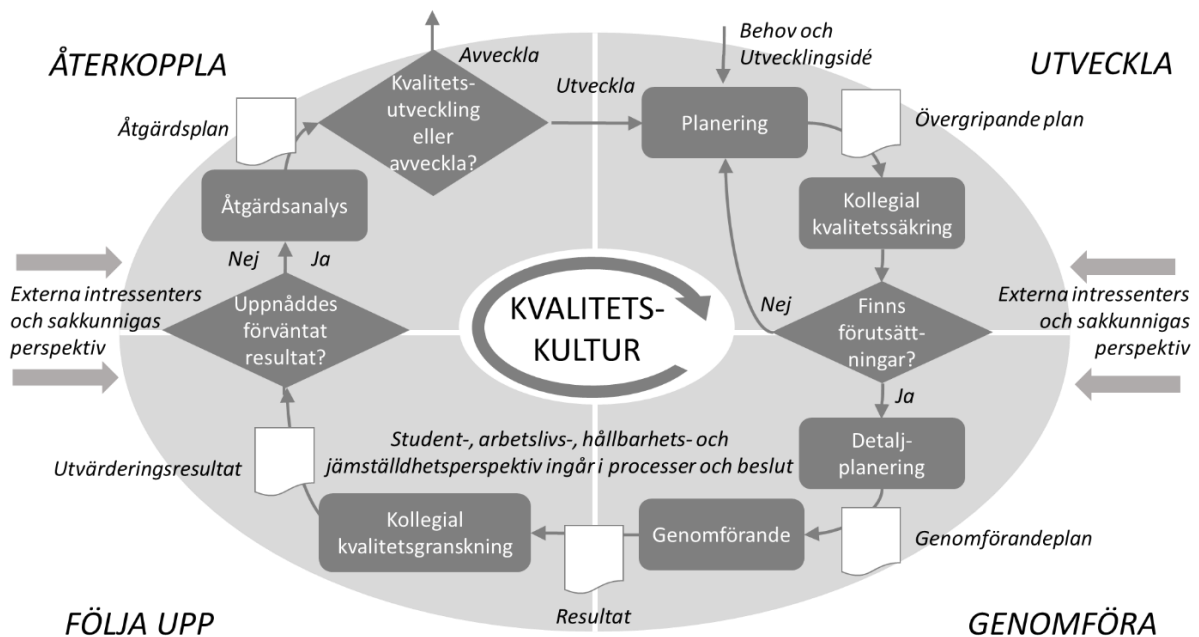 ÅTERKOPPLA
Avveckla
Kvalitets-
utveckling
eller
avveckla?
Åtgärdsplan
Åtgärdsanalys
Nej
Ja
Uppnåddes
förväntat
resultat?
Externa intressenters
och sakkunnigas
perspektiv
Utveckla
Behov och
Utvecklingsidé
UTVECKLA
Planering
Övergripande plan
Kollegial
kvalitetssäkring
Nej
Finns
förutsätt-
ningar?
Ja
Externa intressenters
och sakkunnigas
perspektiv
KVALITETS-
KULTUR
Student-, arbetslivs-, hållbarhets- och
jämställdhetsperspektiv ingår i processer och beslut
Detalj-
planering
Genomförandeplan
Genomförande
Resultat
Kollegial
kvalitetsgranskning
Utvärderingsresultat
FÖLJA UPP
GENOMFÖRA